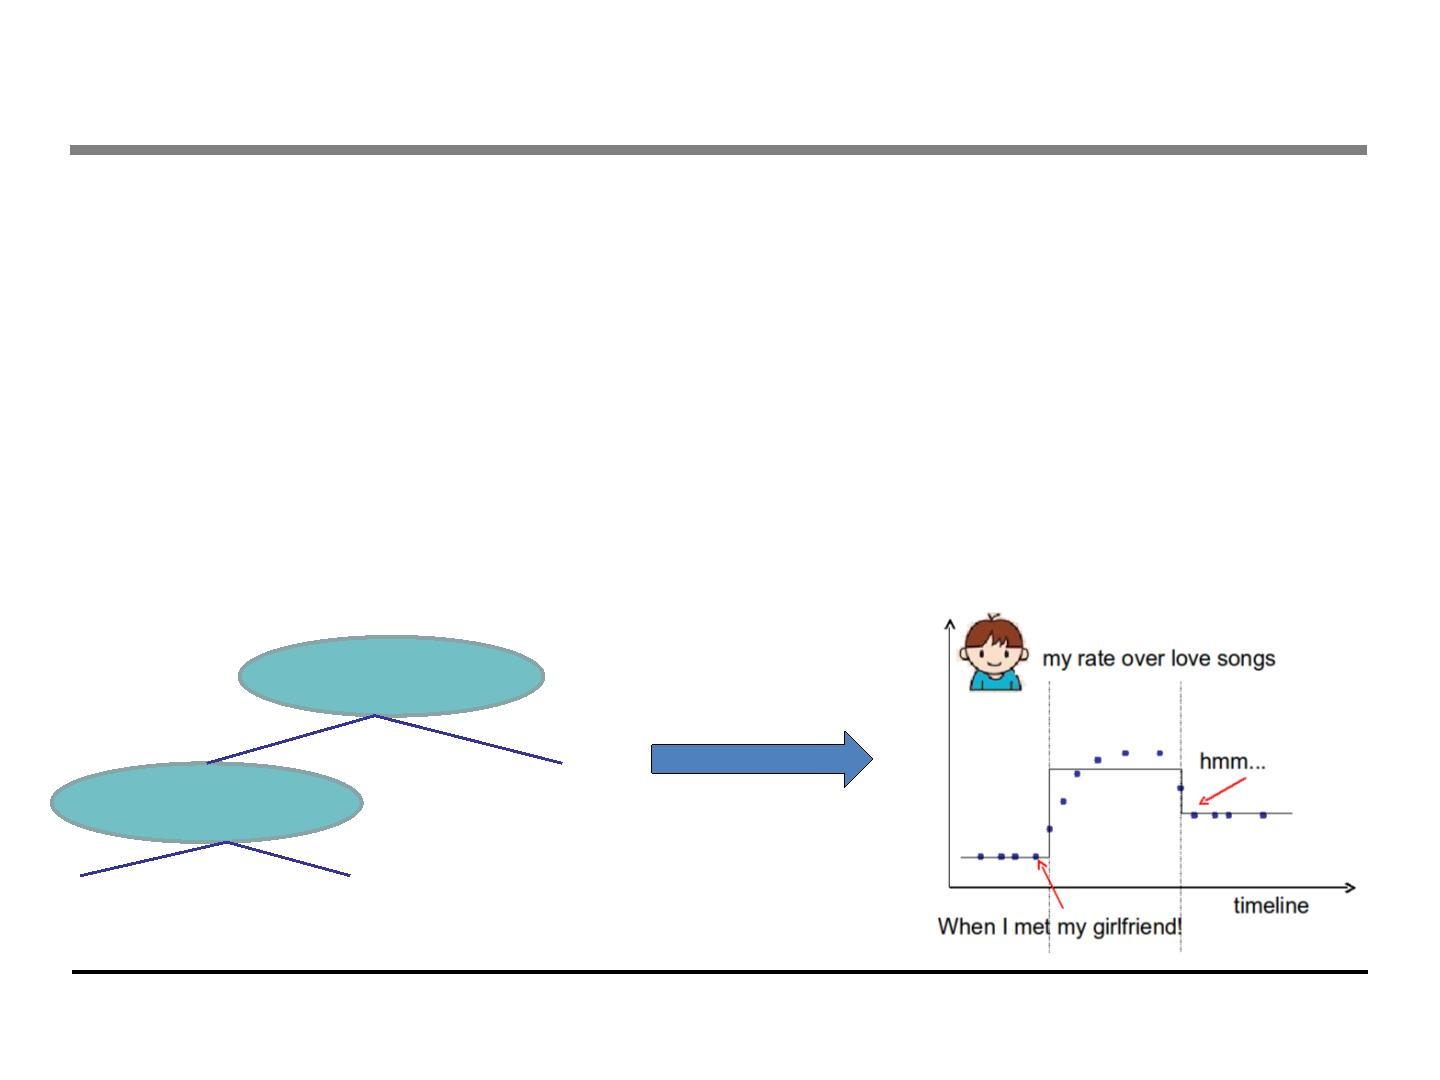 my rate over love songs
hmm...
timeline
When I met my girlfriend!